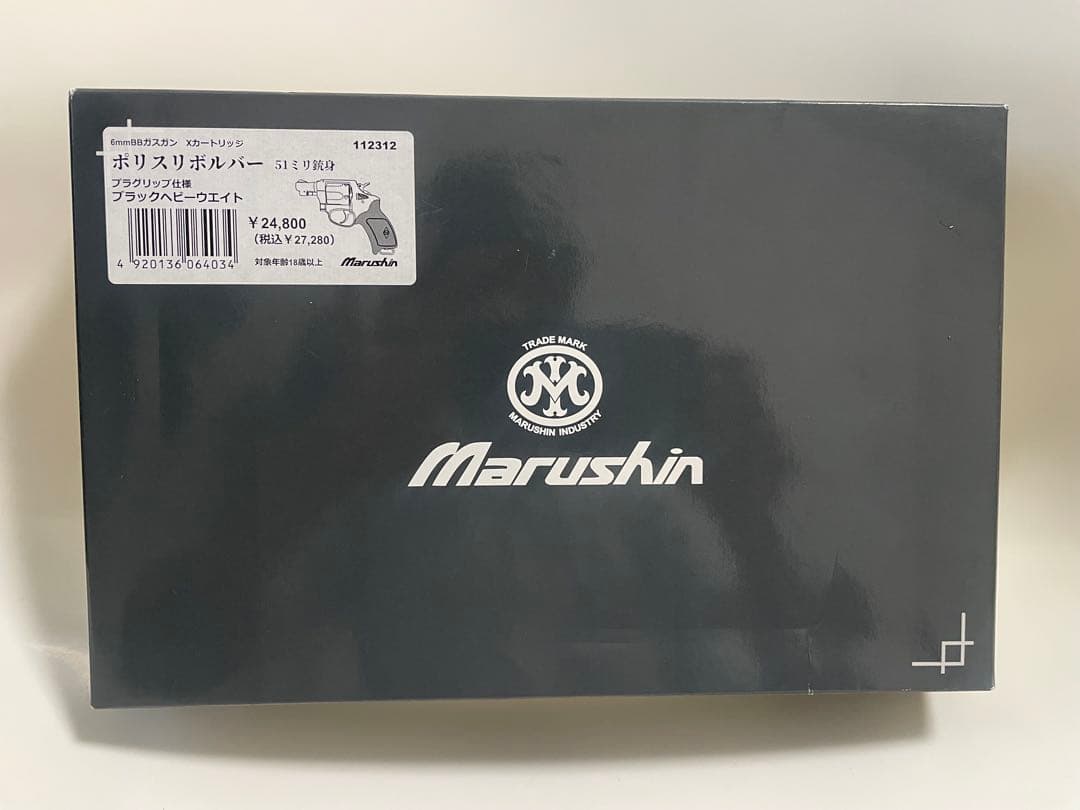 6mmBBガスガン Xカートリッジ 112312
ポリスリボルバー 51ミリ銃身
プラグリップ仕様
ブラックヘビーウエイト
￥24,800
(税込￥27,280)
4 920136 064034
対象年齢18歳以上 Marushin
TRADE MARK
M
MARUSHIN INDUSTRY
Marushin